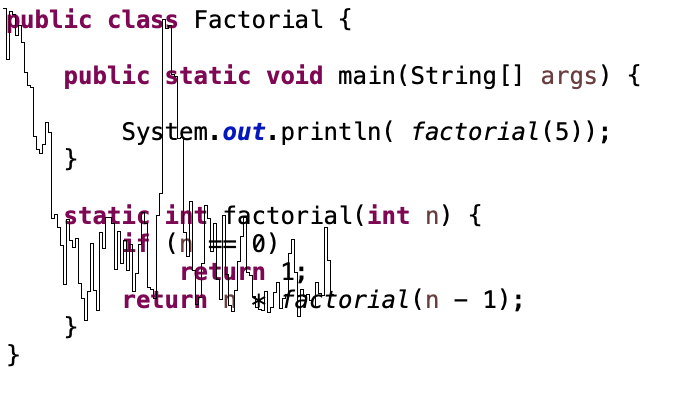 public class Factorial {
public static void main(String[] args) {
System.out.println( factorial(5));
}
static int factorial(int n) {
if (n == 0)
return 1;
return n * factorial(n - 1);
}
}